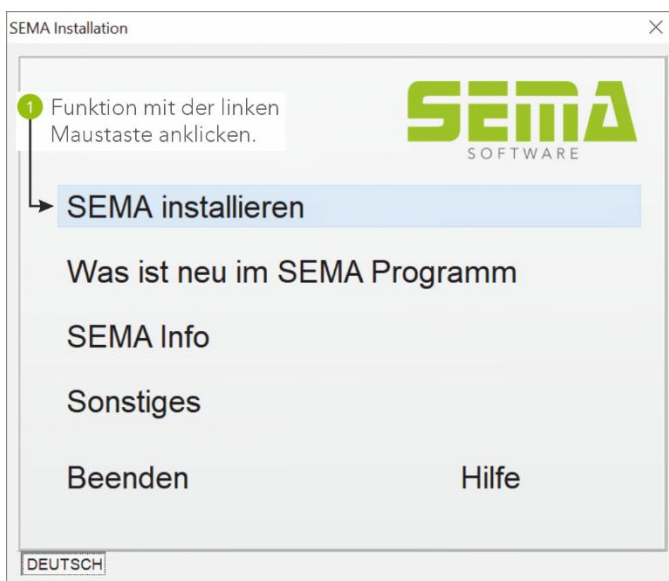 SEMA Installation
1 Funktion mit der linken
Maustaste anklicken.
SEMA
SOFTWARE
SEMA installieren
Was ist neu im SEMA Programm
SEMA Info
Sonstiges
Beenden Hilfe
DEUTSCH